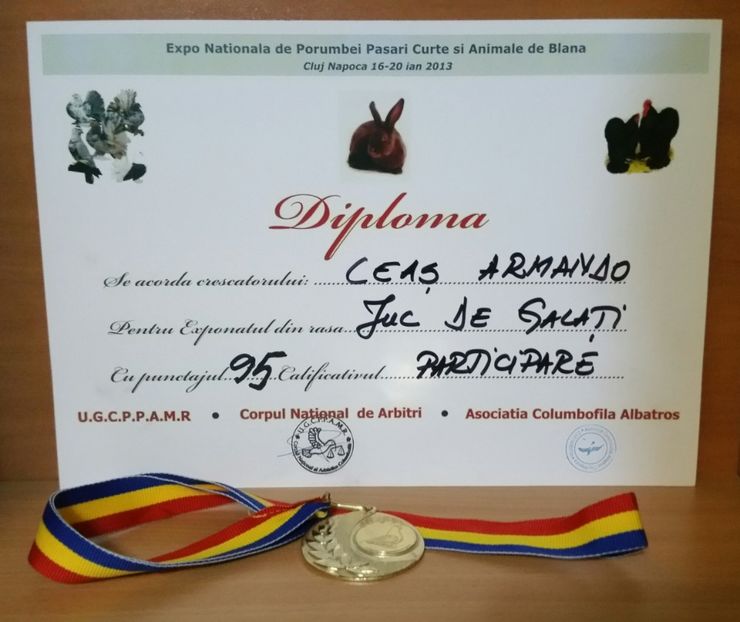 Expo Nationala de Porumbei Pasari Curte si Animale de Blana
Cluj Napoca 16-20 ian 2013
Diploma
Se acorda crescatorului: CEAȘ ARMANDO
Pentru Exponatul din rasa JUC DE GALAȚI
Cu punctajul 95 Calificativul PARTICIPARE
U.G.C.P.P.A.M.R • Corpul National de Arbitri • Asociatia Columbofila Albatros
U.G.C.P.P.A.M.R.